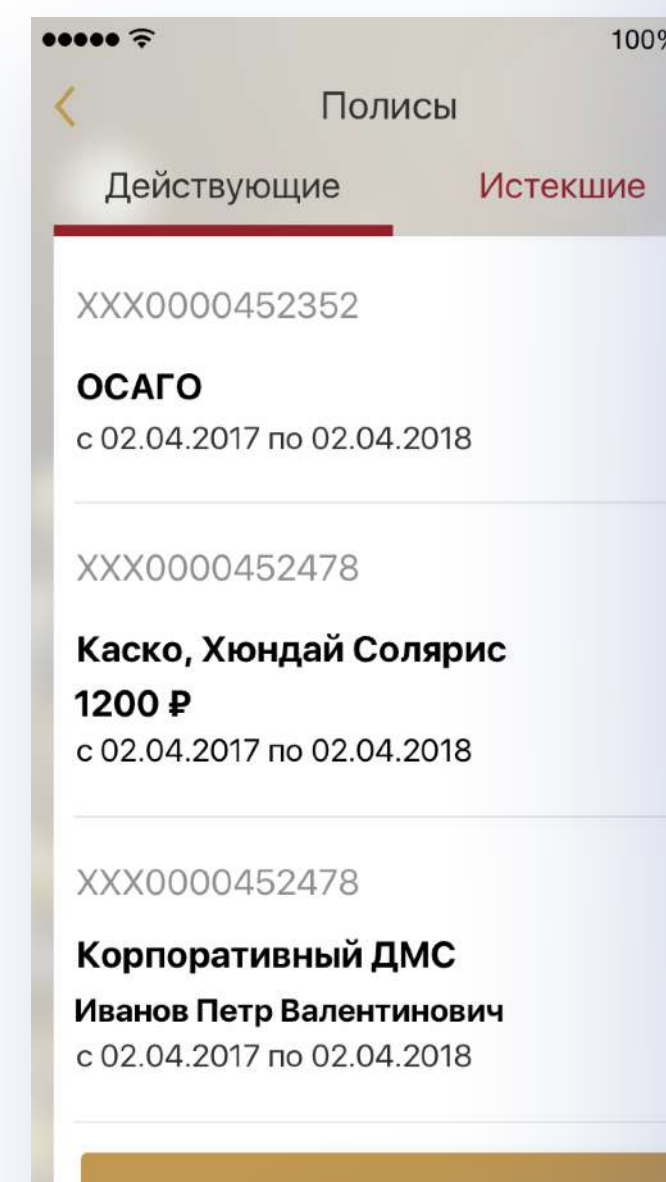 100%
Полисы
Действующие Истекшие
XXX0000452352
ОСАГО
с 02.04.2017 по 02.04.2018
XXX0000452478
Каско, Хюндай Солярис
1200 ₽
с 02.04.2017 по 02.04.2018
XXX0000452478
Корпоративный ДМС
Иванов Петр Валентинович
с 02.04.2017 по 02.04.2018